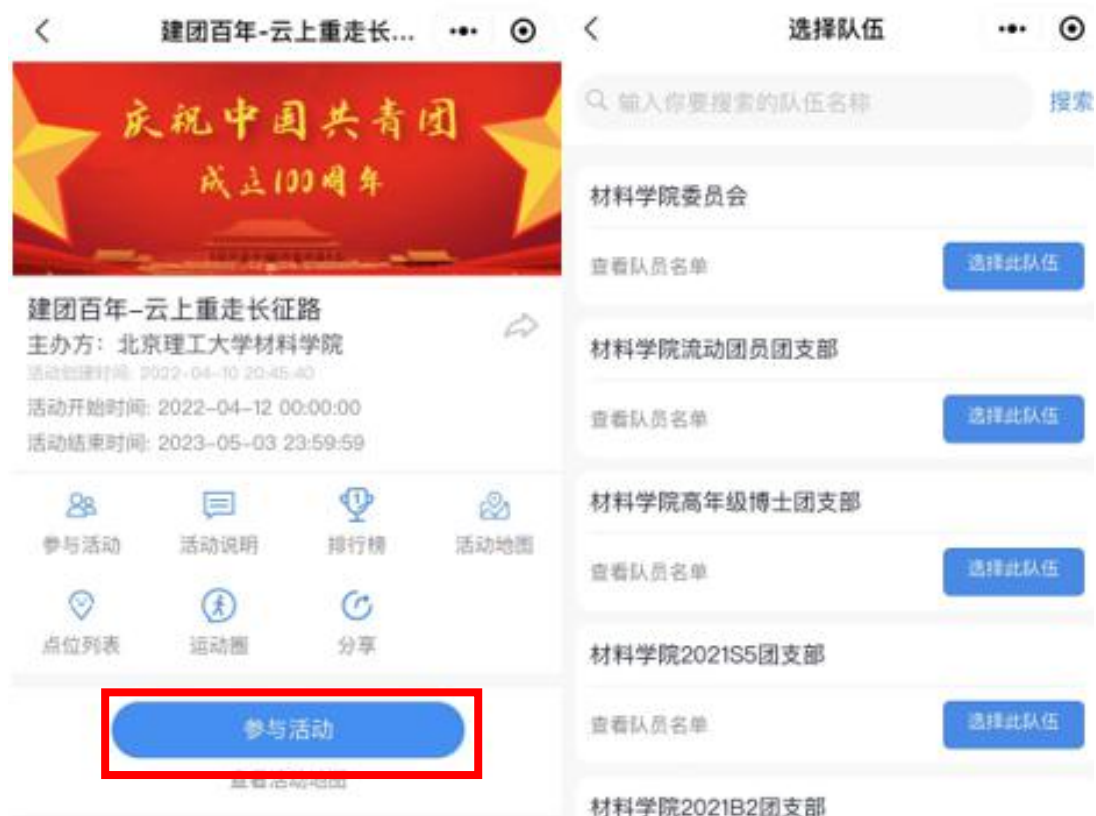 建团百年-云上重走长...
庆祝中国共青团
成立100周年
建团百年-云上重走长征路
主办方：北京理工大学材料学院
活动创建时间: 2022-04-10 20:45:40
活动开始时间: 2022-04-12 00:00:00
活动结束时间: 2023-05-03 23:59:59
参与活动 活动说明 排行榜 活动地图
点位列表 运动圈 分享
参与活动
查看活动地图
选择队伍
输入你要搜索的队伍名称 搜索
材料学院委员会
查看队员名单 选择此队伍
材料学院流动团员团支部
查看队员名单 选择此队伍
材料学院高年级博士团支部
查看队员名单 选择此队伍
材料学院2021S5团支部
查看队员名单 选择此队伍
材料学院2021B2团支部